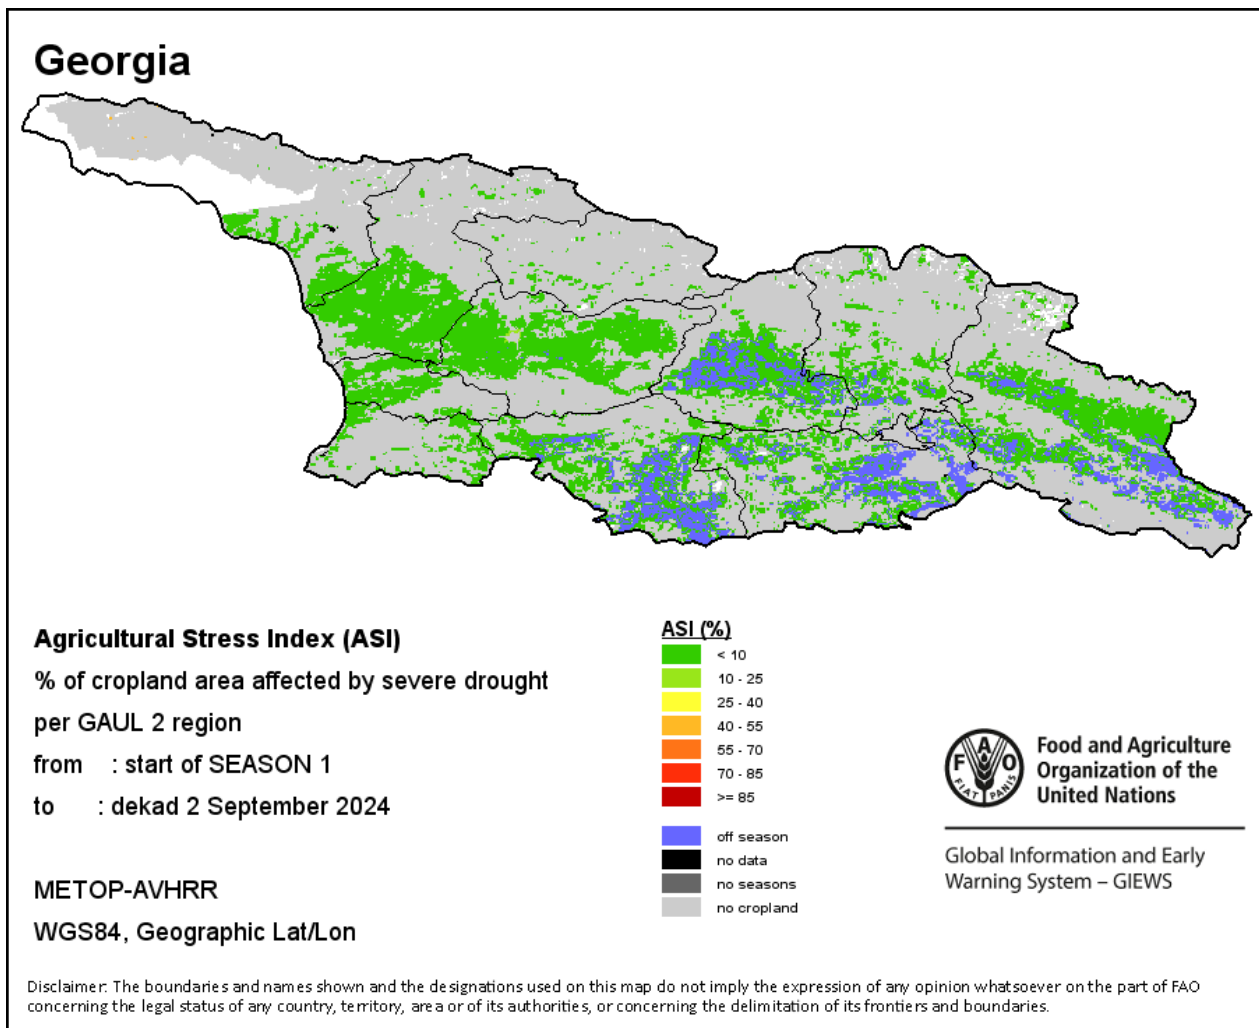 Georgia
Agricultural Stress Index (ASI)
% of cropland area affected by severe drought
per GAUL 2 region
from : start of SEASON 1
to : dekad 2 September 2024
METOP-AVHRR
WGS84, Geographic Lat/Lon
ASI (%)
< 10
10 - 25
25 - 40
40 - 55
55 - 70
70 - 85
>= 85
off season
no data
no seasons
no cropland
F A O
FIAT PANIS
Food and Agriculture
Organization of the
United Nations
Global Information and Early
Warning System – GIEWS
Disclaimer: The boundaries and names shown and the designations used on this map do not imply the expression of any opinion whatsoever on the part of FAO
concerning the legal status of any country, territory, area or of its authorities, or concerning the delimitation of its frontiers and boundaries.